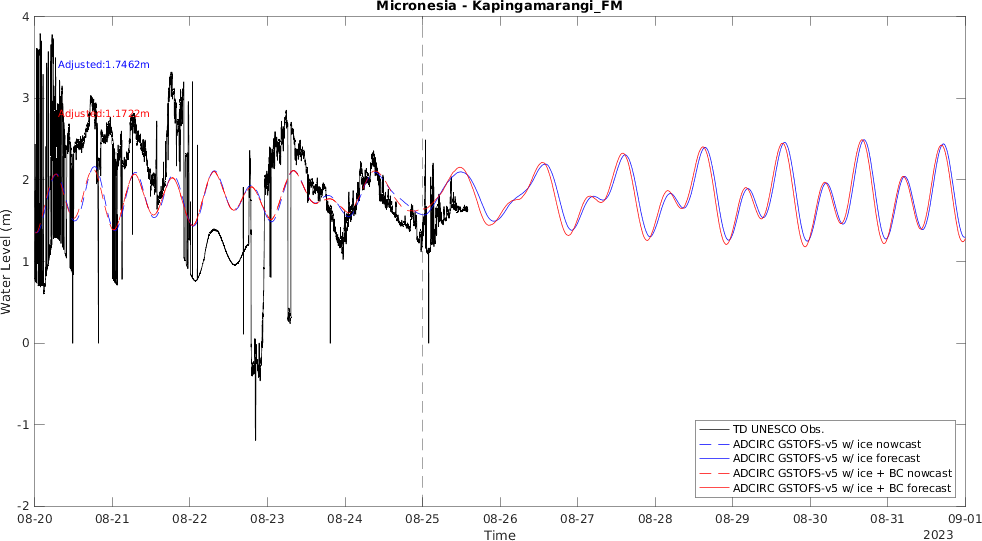 Micronesia - Kapingamarangi_FM
4
3
2
1
0
-1
-2
Water Level (m)
Adjusted:1.7462m
Adjusted:1.1722m
TD UNESCO Obs.
ADCIRC GSTOFS-v5 w/ ice nowcast
ADCIRC GSTOFS-v5 w/ ice forecast
ADCIRC GSTOFS-v5 w/ ice + BC nowcast
ADCIRC GSTOFS-v5 w/ ice + BC forecast
08-20 08-21 08-22 08-23 08-24 08-25 08-26 08-27 08-28 08-29 08-30 08-31 09-01
Time
2023